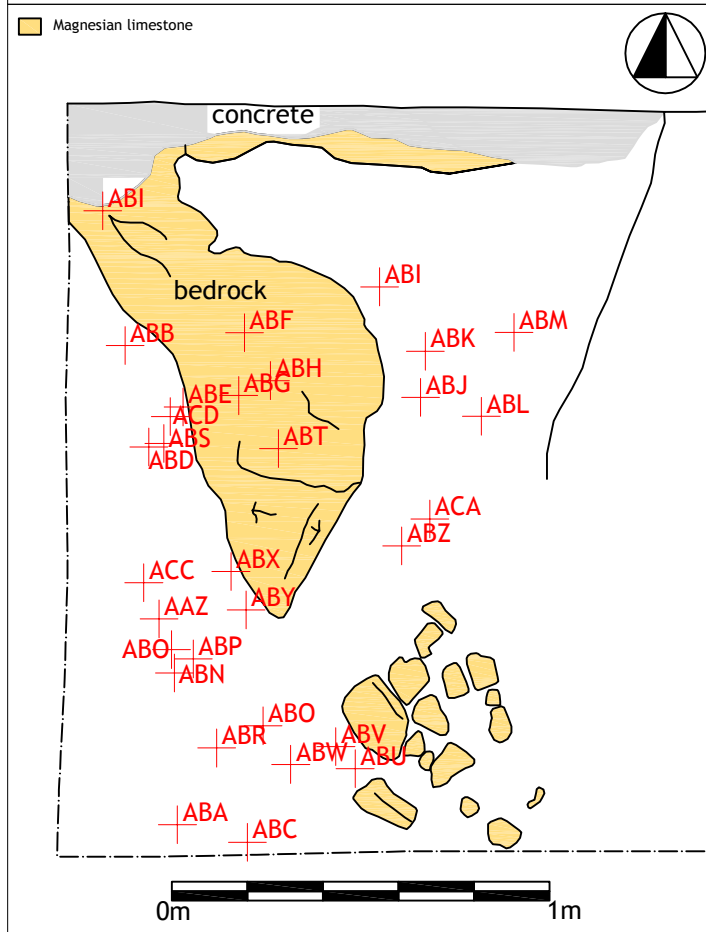 Magnesian limestone
concrete
ABI
bedrock
ABI
ABB
ABF
ABM
ABK
ABH
ABG
ABE
ABJ
ACD
ABL
ABS
ABT
ABD
ACA
ABZ
ABX
ACC
ABY
AAZ
ABO
ABP
ABN
ABO
ABR
ABV
ABW
ABU
ABA
ABC
0m
1m